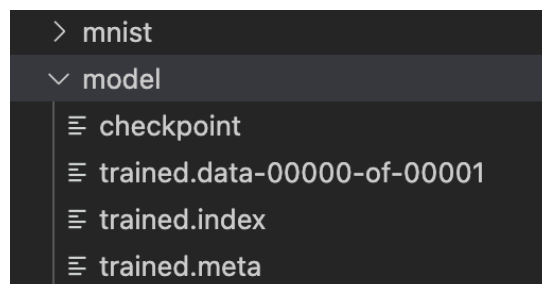 mnist
model
checkpoint
trained.data-00000-of-00001
trained.index
trained.meta